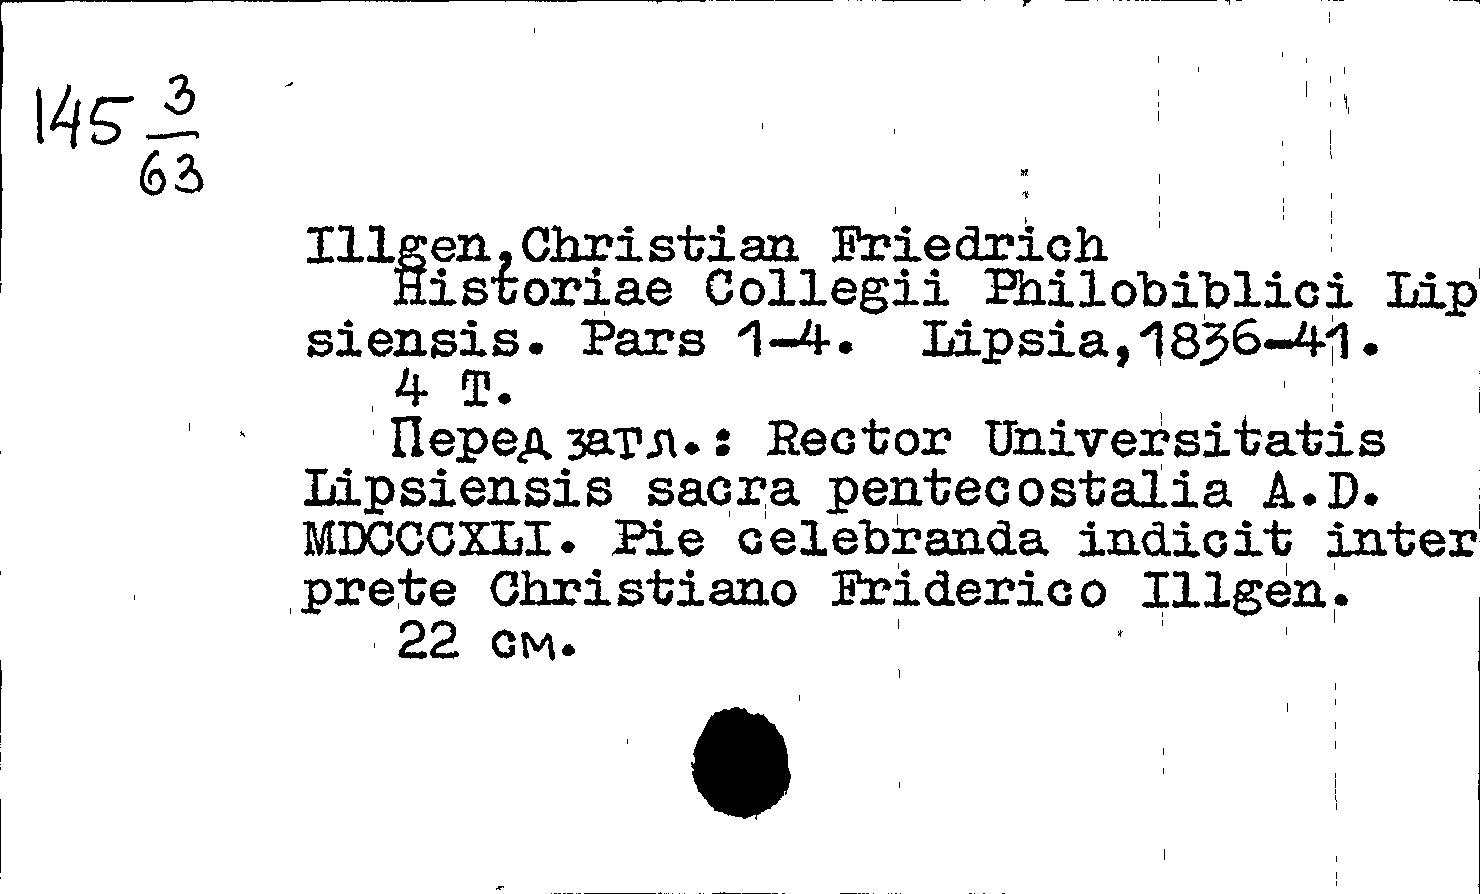 145 3/63
Illgen,Christian Friedrich
Historiae Collegii Philobiblici Lip
siensis. Pars 1-4. Lipsia,1836-41.
4 т.
Перед загл.: Rector Universitatis
Lipsiensis sacra pentecostalia A.D.
MDCCCXLI. Pie celebranda indicit inter
prete Christiano Friderico Illgen.
22 см.